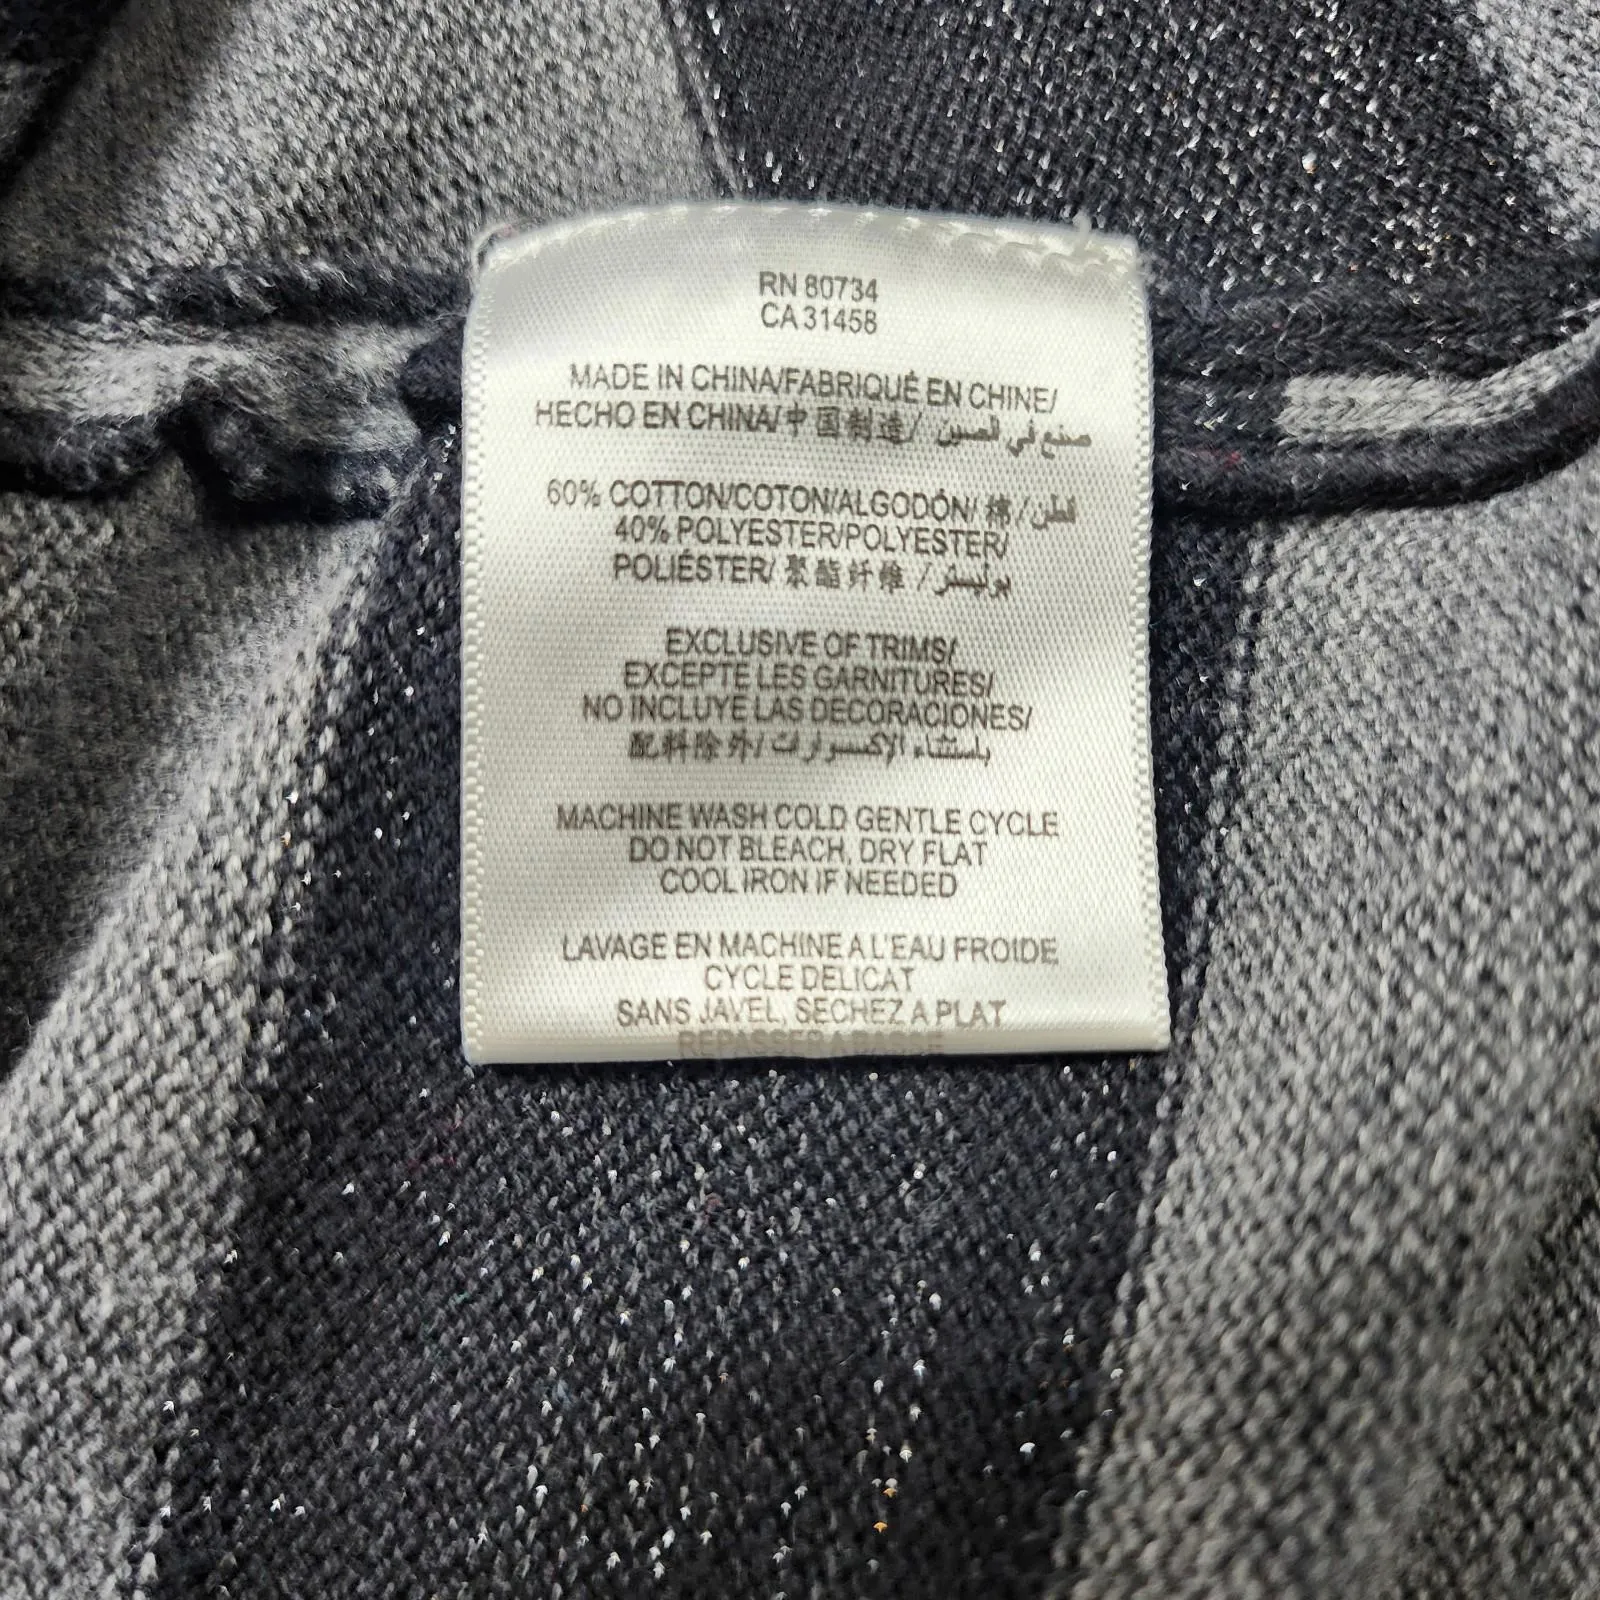 RN 80734
CA 31458
MADE IN CHINA/FABRIQUÉ EN CHINE/
HECHO EN CHINA/中国制造/ صنع في الصين
60% COTTON/COTON/ALGODÓN/ 棉 / قطن
40% POLYESTER/POLYESTER/
POLIÉSTER/ 聚酯纤维 / بوليستر
EXCLUSIVE OF TRIMS/
EXCEPTE LES GARNITURES/
NO INCLUYE LAS DECORACIONES/
配料除外/ بإستثناء الإكسسوارات
MACHINE WASH COLD GENTLE CYCLE
DO NOT BLEACH, DRY FLAT
COOL IRON IF NEEDED
LAVAGE EN MACHINE A L'EAU FROIDE
CYCLE DELICAT
SANS JAVEL, SECHEZ A PLAT
REPASSER A BASSE